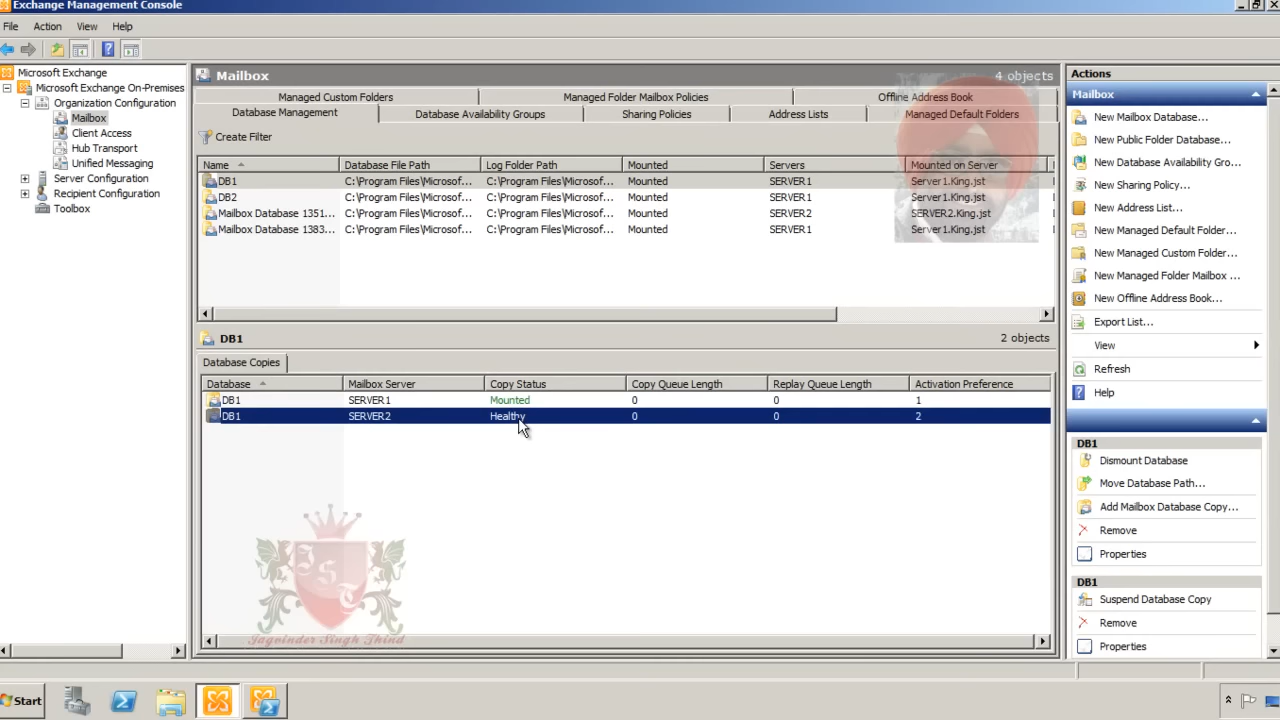 Exchange Management Console
File Action View Help
Microsoft Exchange
Microsoft Exchange On-Premises
Organization Configuration
Mailbox
Client Access
Hub Transport
Unified Messaging
Server Configuration
Recipient Configuration
Toolbox
Mailbox 4 objects
Managed Custom Folders Managed Folder Mailbox Policies Offline Address Book
Database Management Database Availability Groups Sharing Policies Address Lists Managed Default Folders
Create Filter
Name Database File Path Log Folder Path Mounted Servers Mounted on Server
DB1 C:\Program Files\Microsof... C:\Program Files\Microsof... Mounted SERVER1 Server1.King.jst
DB2 C:\Program Files\Microsof... C:\Program Files\Microsof... Mounted SERVER1 Server1.King.jst
Mailbox Database 1351... C:\Program Files\Microsof... C:\Program Files\Microsof... Mounted SERVER2 SERVER2.King.jst
Mailbox Database 1383... C:\Program Files\Microsof... C:\Program Files\Microsof... Mounted SERVER1 Server1.King.jst
DB1 2 objects
Database Copies
Database Mailbox Server Copy Status Copy Queue Length Replay Queue Length Activation Preference
DB1 SERVER1 Mounted 0 0 1
DB1 SERVER2 Healthy 0 0 2
JST
Jagvinder Singh Thind
Actions
Mailbox
New Mailbox Database...
New Public Folder Database...
New Database Availability Gro...
New Sharing Policy...
New Address List...
New Managed Default Folder...
New Managed Custom Folder...
New Managed Folder Mailbox ...
New Offline Address Book...
Export List...
View
Refresh
Help
DB1
Dismount Database
Move Database Path...
Add Mailbox Database Copy...
Remove
Properties
DB1
Suspend Database Copy
Remove
Properties
Start